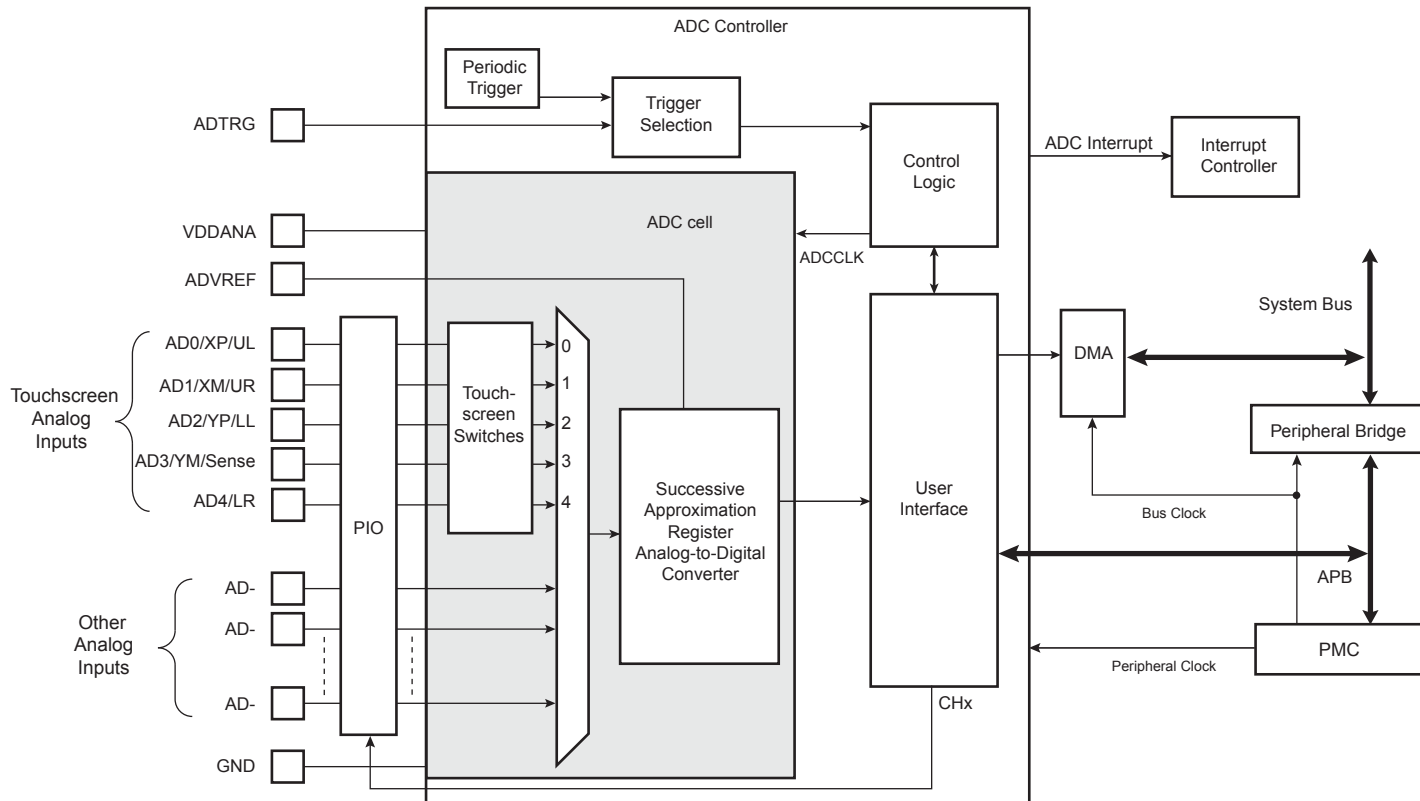 ADC Controller
Periodic
Trigger
Trigger
Selection
ADTRG
Control
Logic
ADC Interrupt
Interrupt
Controller
VDDANA
ADC cell
ADCCLK
ADVREF
System Bus
AD0/XP/UL
AD1/XM/UR
AD2/YP/LL
AD3/YM/Sense
AD4/LR
Touchscreen
Analog
Inputs
PIO
Touch-
screen
Switches
0
1
2
3
4
Successive
Approximation
Register
Analog-to-Digital
Converter
User
Interface
DMA
Peripheral Bridge
Bus Clock
APB
AD-
AD-
AD-
Other
Analog
Inputs
PMC
Peripheral Clock
CHx
GND